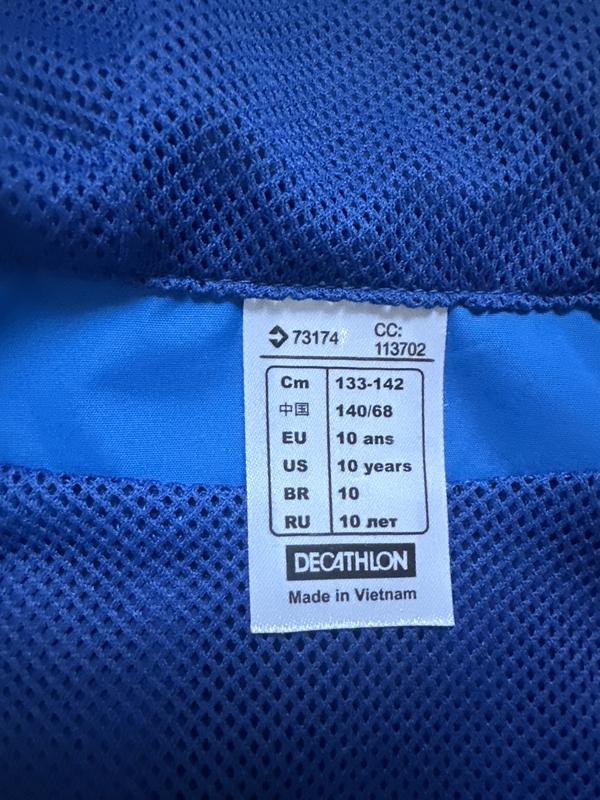 73174 CC:
113702
Cm 133-142
中国 140/68
EU 10 ans
US 10 years
BR 10
RU 10 лет
DECATHLON
Made in Vietnam